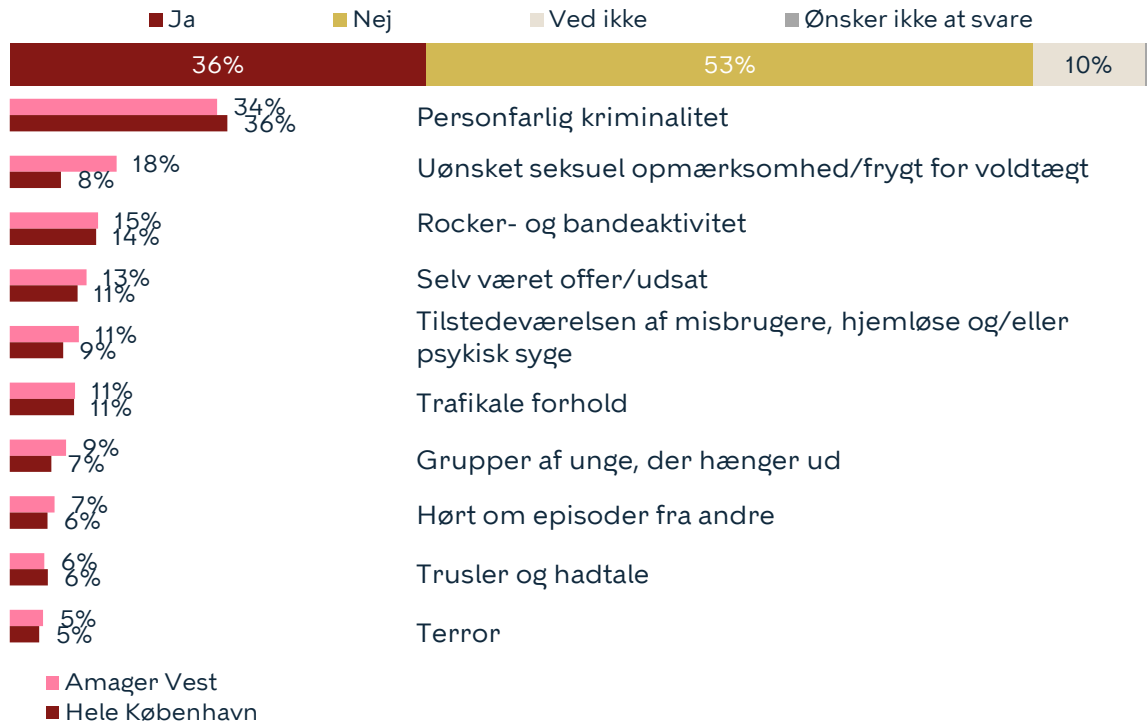 Ja Nej Ved ikke Ønsker ikke at svare
36% 53% 10%
34%
36%
Personfarlig kriminalitet
18%
8%
Uønsket seksuel opmærksomhed/frygt for voldtægt
15%
14%
Rocker- og bandeaktivitet
13%
11%
Selv været offer/udsat
11%
9%
Tilstedeværelsen af misbrugere, hjemløse og/eller
psykisk syge
11%
11%
Trafikale forhold
9%
7%
Grupper af unge, der hænger ud
7%
6%
Hørt om episoder fra andre
6%
6%
Trusler og hadtale
5%
5%
Terror
Amager Vest
Hele København